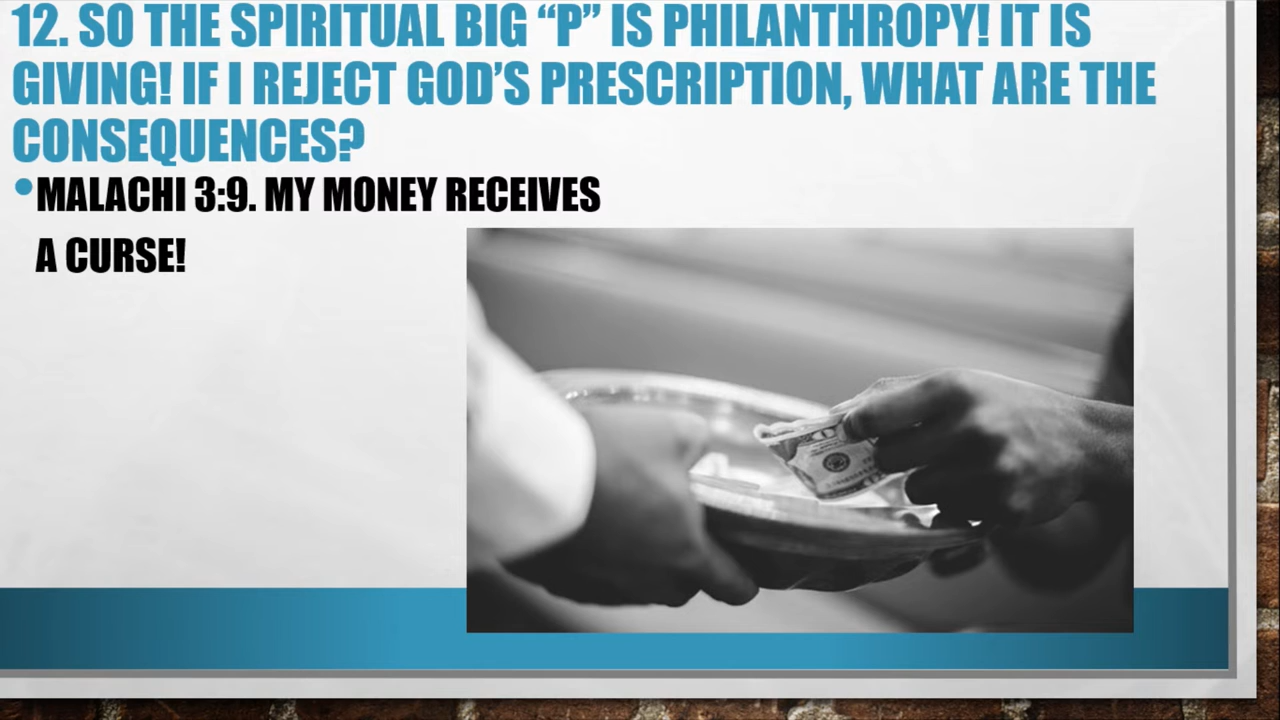 12. SO THE SPIRITUAL BIG “P” IS PHILANTHROPY! IT IS
GIVING! IF I REJECT GOD’S PRESCRIPTION, WHAT ARE THE
CONSEQUENCES?
•MALACHI 3:9. MY MONEY RECEIVES
A CURSE!